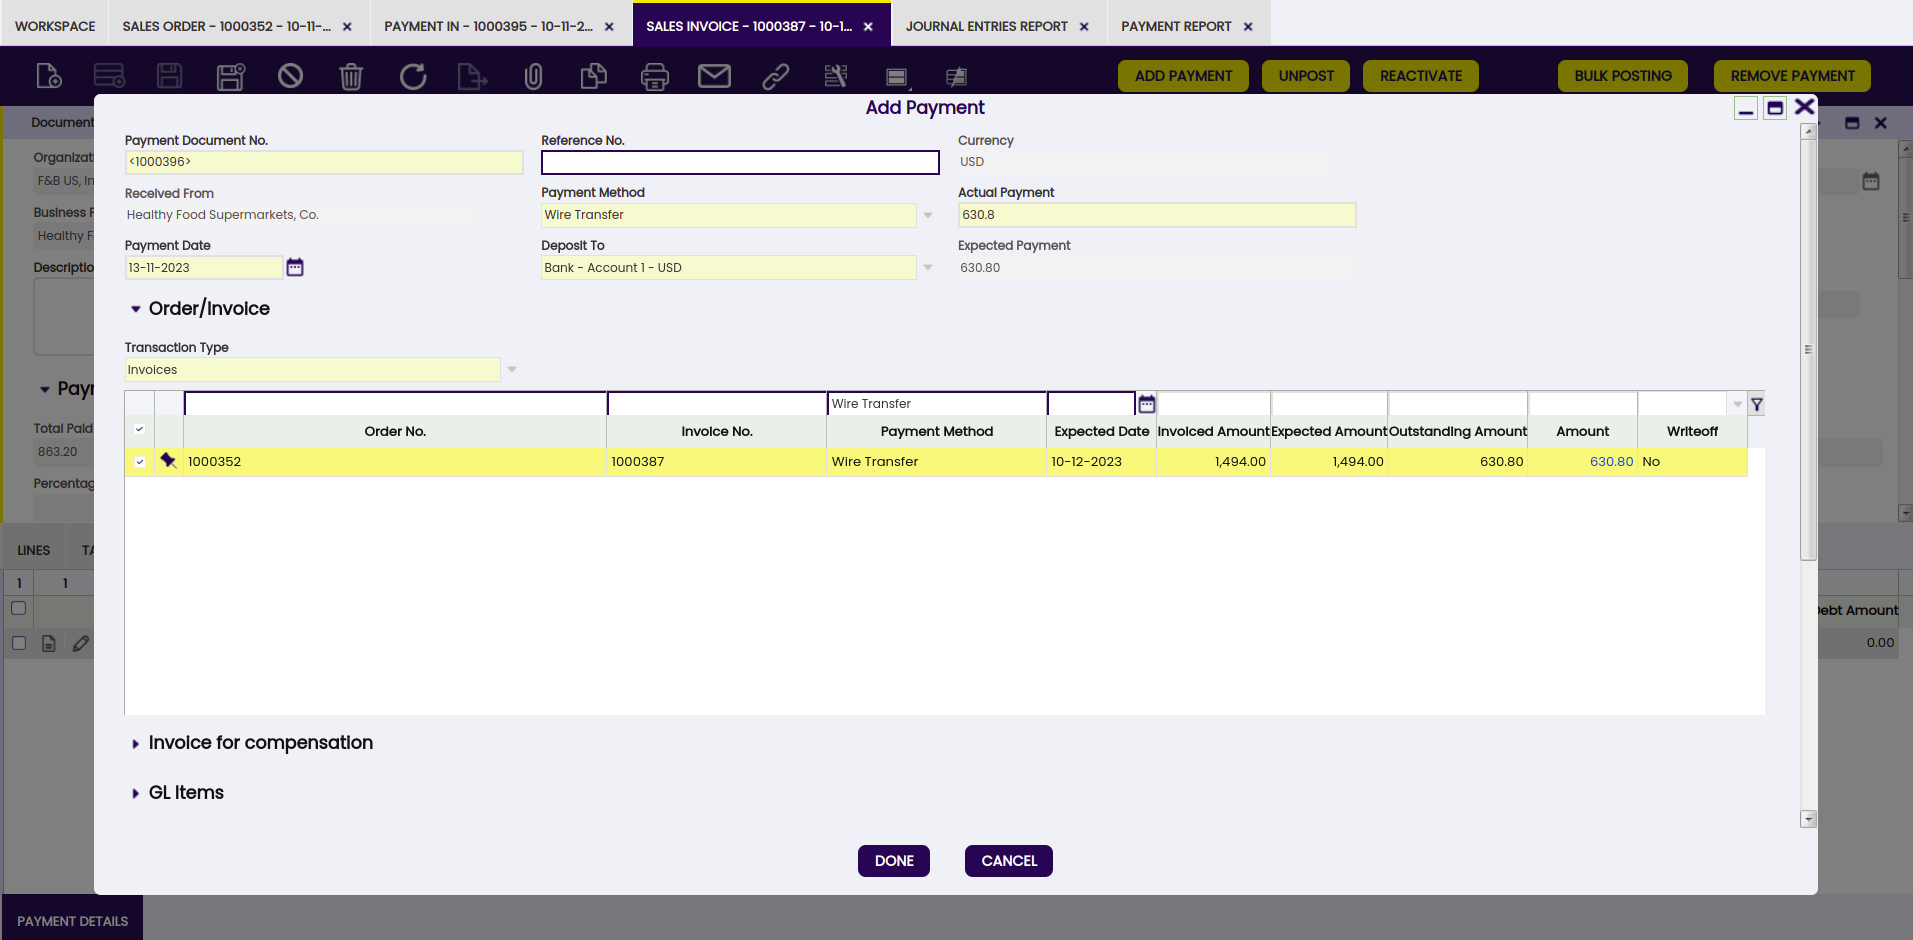 WORKSPACE
SALES ORDER - 1000352 - 10-11-...
PAYMENT IN - 1000395 - 10-11-2...
SALES INVOICE - 1000387 - 10-1...
JOURNAL ENTRIES REPORT
PAYMENT REPORT
ADD PAYMENT
UNPOST
REACTIVATE
BULK POSTING
REMOVE PAYMENT
Document
Add Payment
Organizati
F&B US, In
Business P
Healthy F
Descriptio
Payment Document No.
<1000396>
Reference No.
Currency
USD
Received From
Healthy Food Supermarkets, Co.
Payment Method
Wire Transfer
Actual Payment
630.8
Payment Date
13-11-2023
Deposit To
Bank - Account 1 - USD
Expected Payment
630.80
Order/Invoice
Transaction Type
Invoices
Wire Transfer
Order No.
Invoice No.
Payment Method
Expected Date
Invoiced Amount
Expected Amount
Outstanding Amount
Amount
Writeoff
1000352
1000387
Wire Transfer
10-12-2023
1,494.00
1,494.00
630.80
630.80
No
Invoice for compensation
GL Items
DONE
CANCEL
Payr
Total Paid
863.20
Percentag
LINES
TA
1
1
ebt Amount
0.00
PAYMENT DETAILS